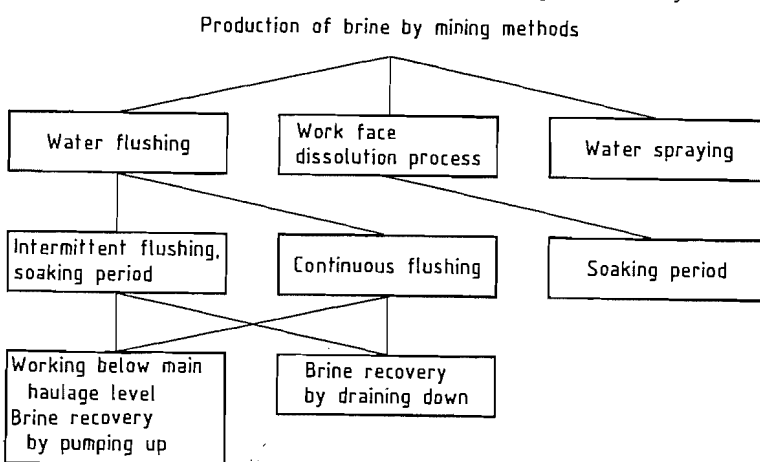 Production of brine by mining methods
Water flushing
Work face
dissolution process
Water spraying
Intermittent flushing,
soaking period
Continuous flushing
Soaking period
Working below main
haulage level
Brine recovery
by pumping up
Brine recovery
by draining down